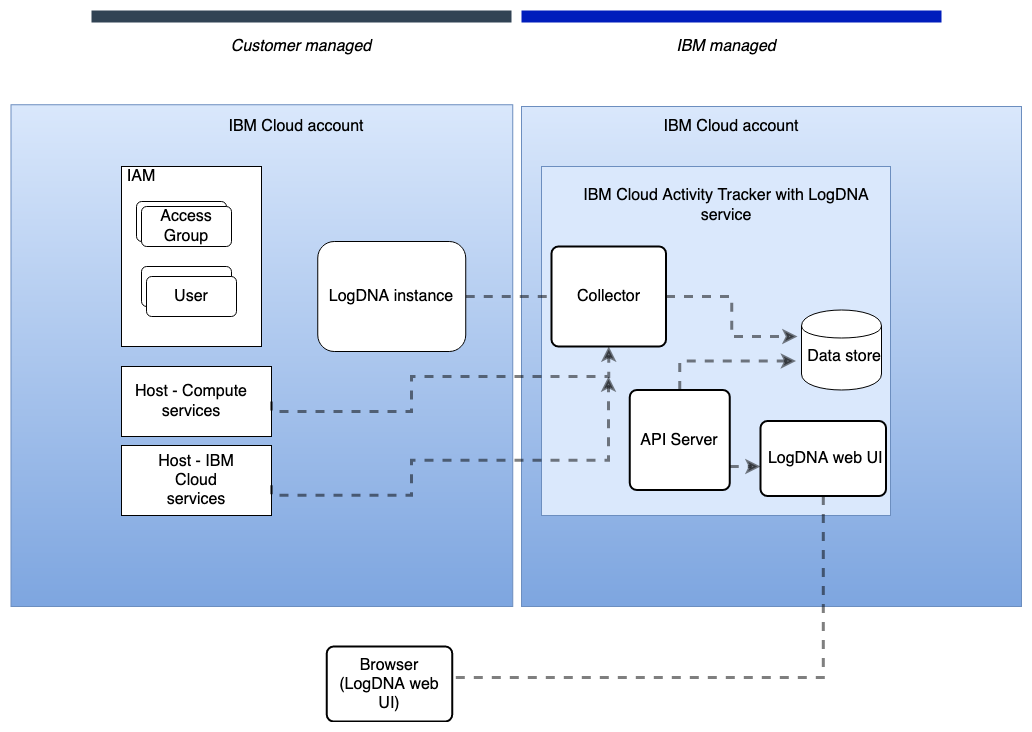 Customer managed
IBM managed
IBM Cloud account
IAM
Access
Group
User
LogDNA instance
Host - Compute
services
Host - IBM
Cloud
services
IBM Cloud account
IBM Cloud Activity Tracker with LogDNA
service
Collector
Data store
API Server
LogDNA web UI
Browser
(LogDNA web
UI)